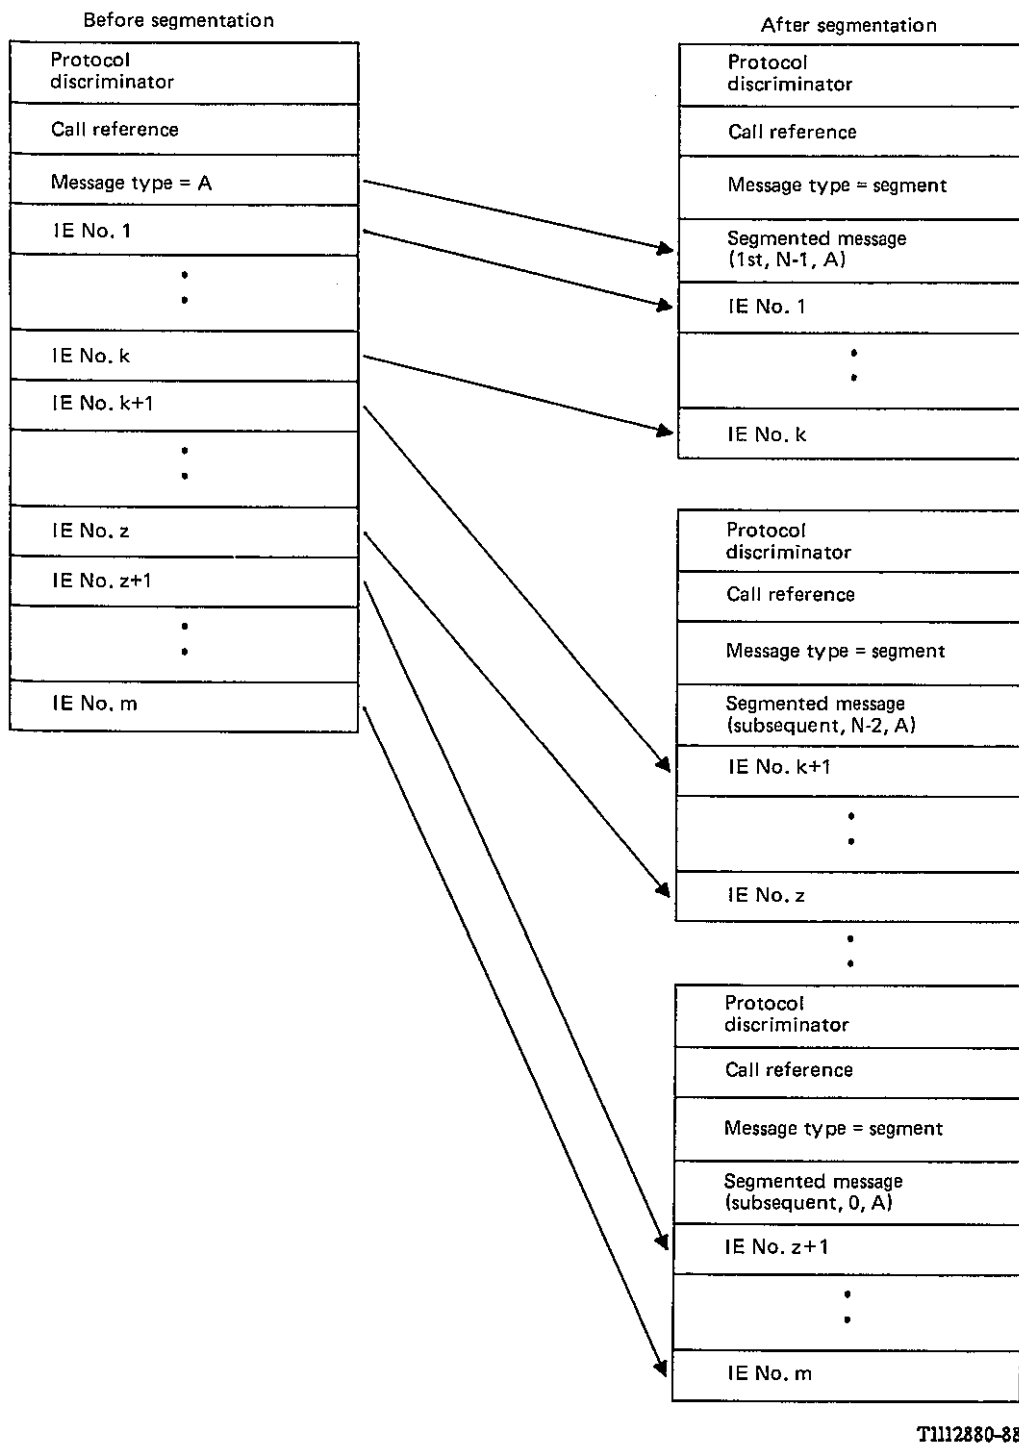 Before segmentation
Protocol
discriminator
Call reference
Message type = A
IE No. 1
IE No. k
IE No. k+1
IE No. z
IE No. z+1
IE No. m
After segmentation
Protocol
discriminator
Call reference
Message type = segment
Segmented message
(1st, N-1, A)
IE No. 1
IE No. k
Protocol
discriminator
Call reference
Message type = segment
Segmented message
(subsequent, N-2, A)
IE No. k+1
IE No. z
Protocol
discriminator
Call reference
Message type = segment
Segmented message
(subsequent, 0, A)
IE No. z+1
IE No. m
T1112880-88